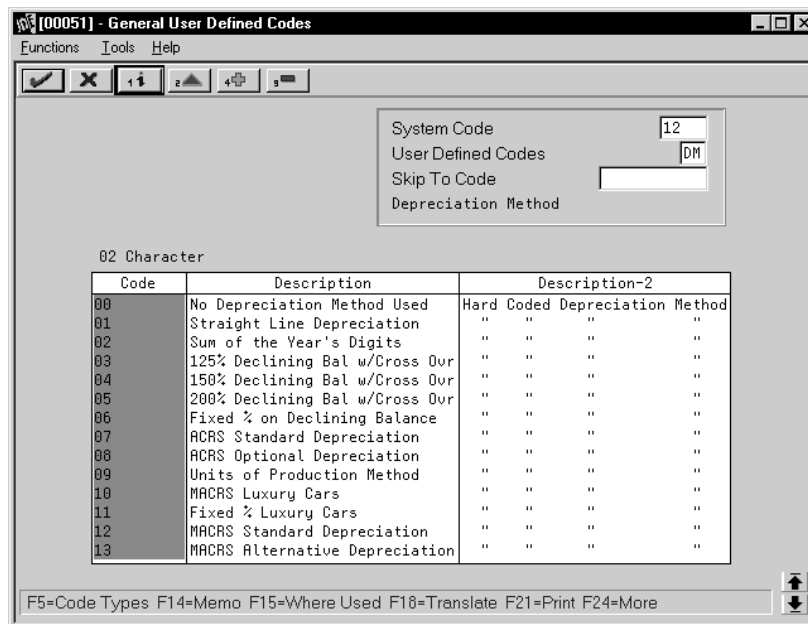 [00051] - General User Defined Codes
Functions Tools Help
1 i 2 4 9
System Code 12
User Defined Codes DM
Skip To Code
Depreciation Method
02 Character
Code Description Description-2
00 No Depreciation Method Used Hard Coded Depreciation Method
01 Straight Line Depreciation " " " "
02 Sum of the Year's Digits " " " "
03 125% Declining Bal w/Cross Ovr " " " "
04 150% Declining Bal w/Cross Ovr " " " "
05 200% Declining Bal w/Cross Ovr " " " "
06 Fixed % on Declining Balance " " " "
07 ACRS Standard Depreciation " " " "
08 ACRS Optional Depreciation " " " "
09 Units of Production Method " " " "
10 MACRS Luxury Cars " " " "
11 Fixed % Luxury Cars " " " "
12 MACRS Standard Depreciation " " " "
13 MACRS Alternative Depreciation " " " "
F5=Code Types F14=Memo F15=Where Used F18=Translate F21=Print F24=More